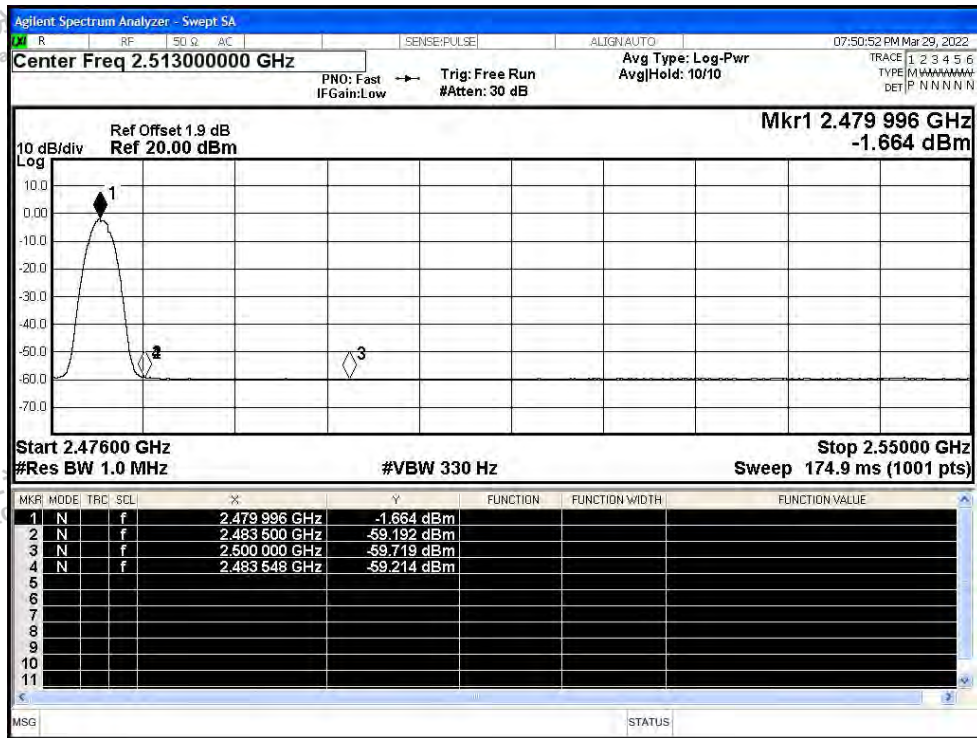 Agilent Spectrum Analyzer - Swept SA
LXI R RF 50 Ω AC SENSE:PULSE ALIGNAUTO 07:50:52 PM Mar 29, 2022
Center Freq 2.513000000 GHz
PNO: Fast
IFGain:Low
Trig: Free Run
#Atten: 30 dB
Avg Type: Log-Pwr
Avg|Hold: 10/10
TRACE 1 2 3 4 5 6
TYPE M
DET P N N N N N
10 dB/div
Log
Ref Offset 1.9 dB
Ref 20.00 dBm
Mkr1 2.479 996 GHz
-1.664 dBm
10.0
0.00
-10.0
-20.0
-30.0
-40.0
-50.0
-60.0
-70.0
1
3
Start 2.47600 GHz
#Res BW 1.0 MHz
#VBW 330 Hz
Stop 2.55000 GHz
Sweep 174.9 ms (1001 pts)
MKR MODE TRC SCL X Y FUNCTION FUNCTION WIDTH FUNCTION VALUE
1 N f 2.479 996 GHz -1.664 dBm
2 N f 2.483 500 GHz -59.192 dBm
3 N f 2.500 000 GHz -59.719 dBm
4 N f 2.483 548 GHz -59.214 dBm
5
6
7
8
9
10
11
MSG STATUS